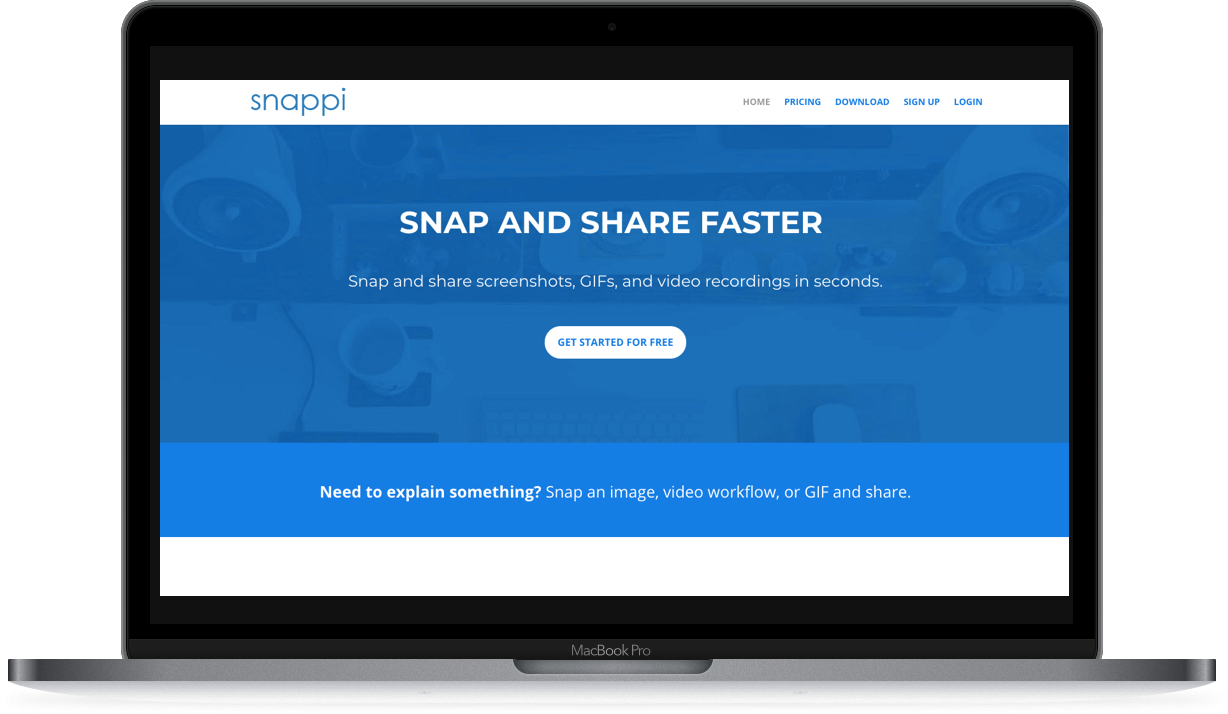 snappi
HOME PRICING DOWNLOAD SIGN UP LOGIN
SNAP AND SHARE FASTER
Snap and share screenshots, GIFs, and video recordings in seconds.
GET STARTED FOR FREE
Need to explain something? Snap an image, video workflow, or GIF and share.
MacBook Pro